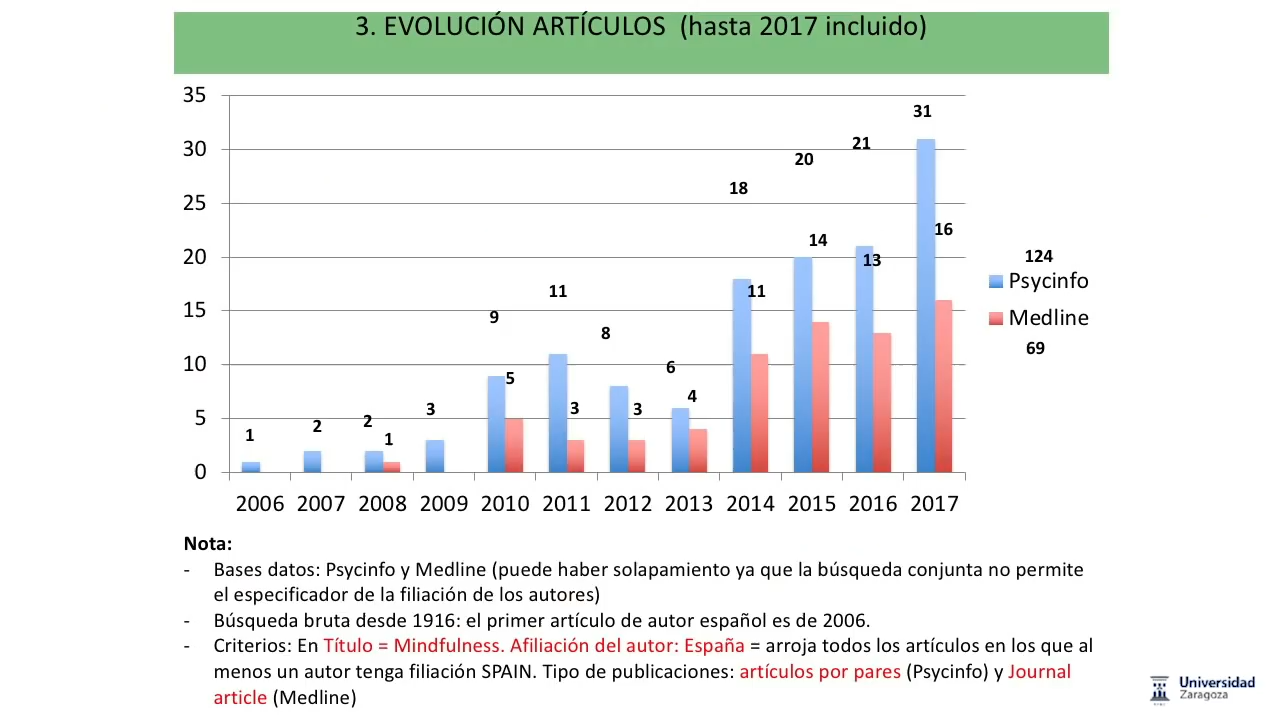 3. EVOLUCIÓN ARTÍCULOS  (hasta 2017 incluido)
35
30
25
20
15
10
5
0
1
2
2
1
3
9
5
11
3
8
3
6
4
18
11
20
14
21
13
31
16
124
Psycinfo
Medline
69
2006 2007 2008 2009 2010 2011 2012 2013 2014 2015 2016 2017
Nota:
- Bases datos: Psycinfo y Medline (puede haber solapamiento ya que la búsqueda conjunta no permite
el especificador de la filiación de los autores)
- Búsqueda bruta desde 1916: el primer artículo de autor español es de 2006.
- Criterios: En Título = Mindfulness. Afiliación del autor: España = arroja todos los artículos en los que al
menos un autor tenga filiación SPAIN. Tipo de publicaciones: artículos por pares (Psycinfo) y Journal
article (Medline)
Universidad
Zaragoza